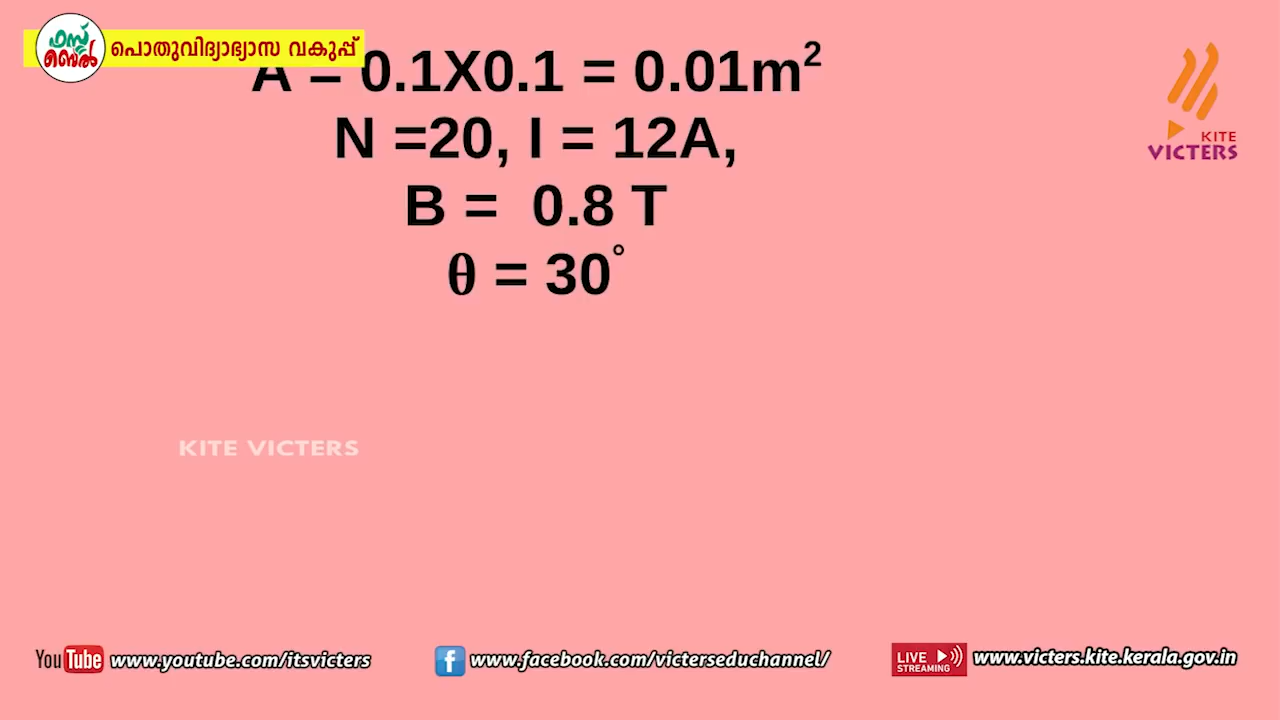 ഫസ്റ്റ്
ബെൽ
പൊതുവിദ്യാഭ്യാസ വകുപ്പ്
A = 0.1X0.1 = 0.01m²
N =20, I = 12A,
B = 0.8 T
θ = 30°
KITE
VICTERS
KITE VICTERS
YouTube www.youtube.com/itsvicters
f www.facebook.com/victerseduchannel/
LIVE
STREAMING
www.victers.kite.kerala.gov.in